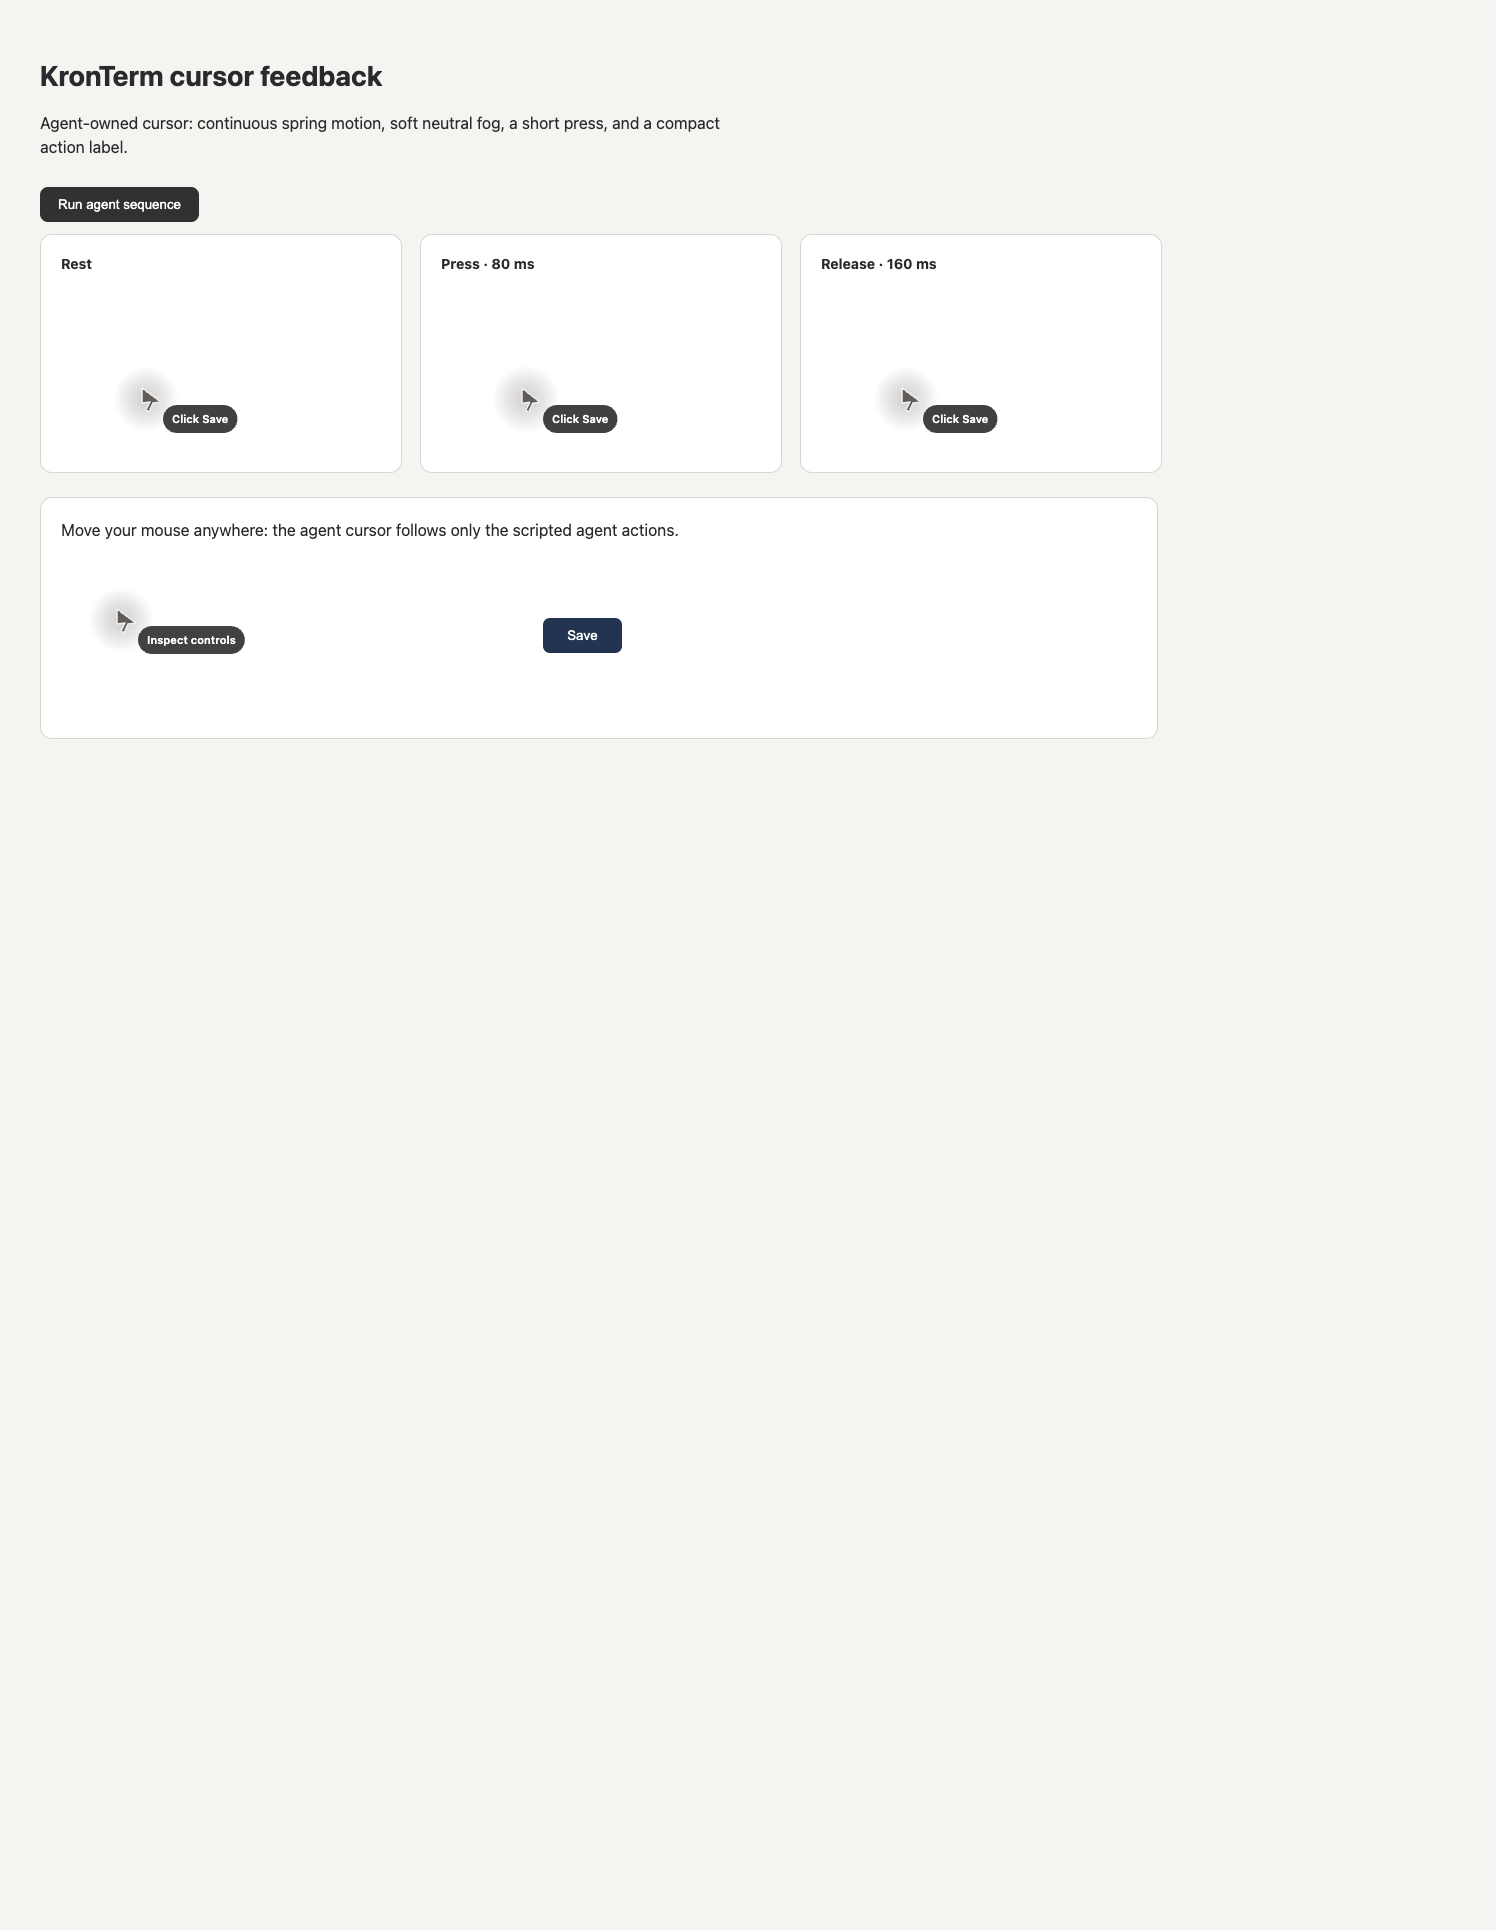 KronTerm cursor feedback
Agent-owned cursor: continuous spring motion, soft neutral fog, a short press, and a compact
action label.
Run agent sequence
Rest
Click Save
Press · 80 ms
Click Save
Release · 160 ms
Click Save
Move your mouse anywhere: the agent cursor follows only the scripted agent actions.
Inspect controls
Save